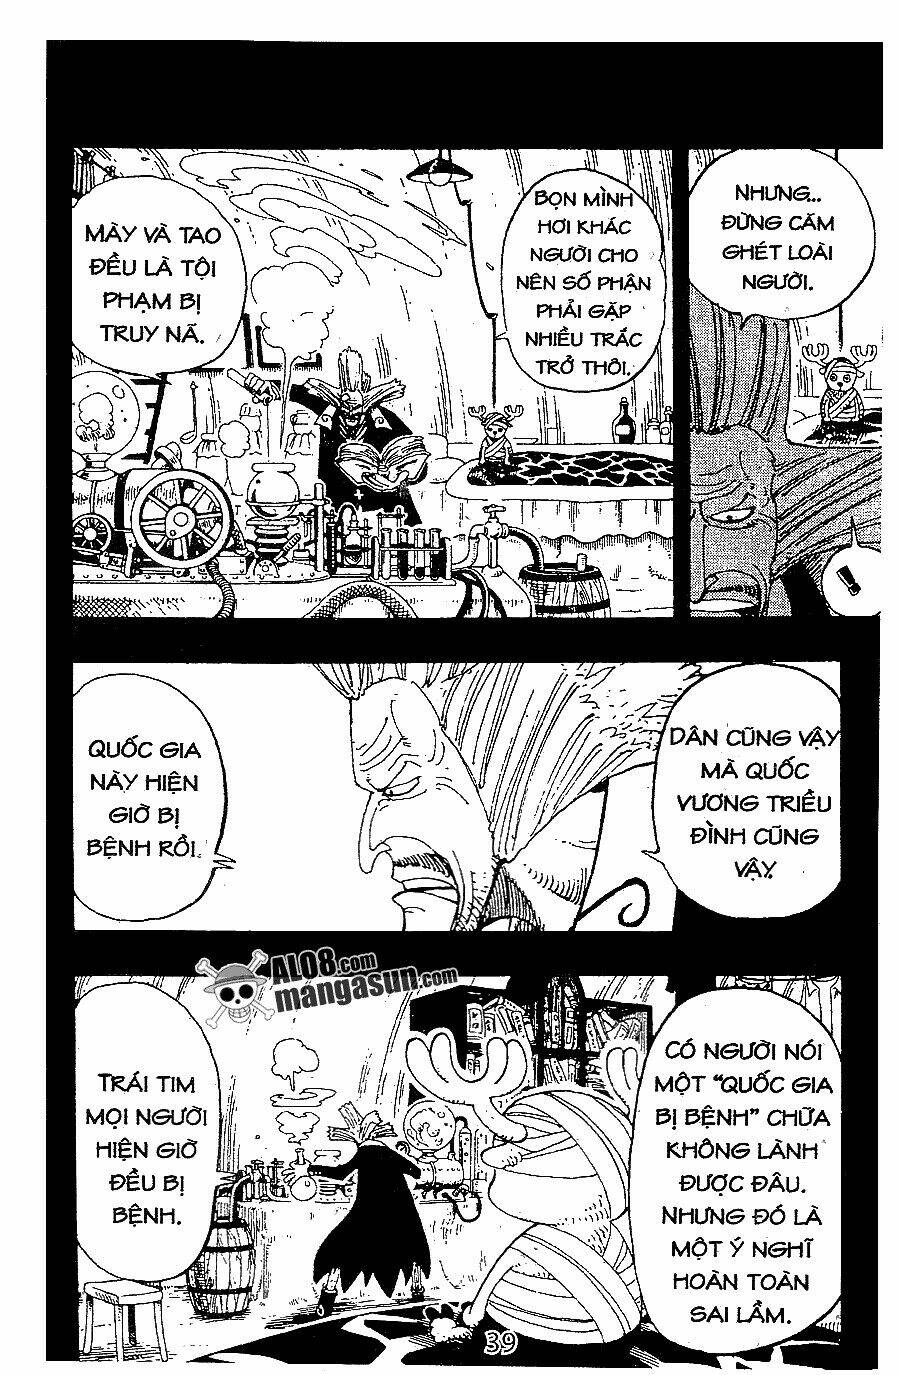 NHƯNG...
ĐỪNG CĂM
GHÉT LOÀI
NGƯỜI.
!
BỌN MÌNH
HƠI KHÁC
NGƯỜI CHO
NÊN SỐ PHẬN
PHẢI GẶP
NHIỀU TRẮC
TRỞ THÔI.
MÀY VÀ TAO
ĐỀU LÀ TỘI
PHẠM BỊ
TRUY NÃ.
DÂN CŨNG VẬY
MÀ QUỐC
VƯƠNG TRIỀU
ĐÌNH CŨNG
VẬY.
QUỐC GIA
NÀY HIỆN
GIỜ BỊ
BỆNH RỒI.
AL08.com
mangasun.com
CÓ NGƯỜI NÓI
MỘT "QUỐC GIA
BỊ BỆNH" CHỮA
KHÔNG LÀNH
ĐƯỢC ĐÂU.
NHƯNG ĐÓ LÀ
MỘT Ý NGHĨ
HOÀN TOÀN
SAI LẦM.
TRÁI TIM
MỌI NGƯỜI
HIỆN GIỜ
ĐỀU BỊ
BỆNH.
39